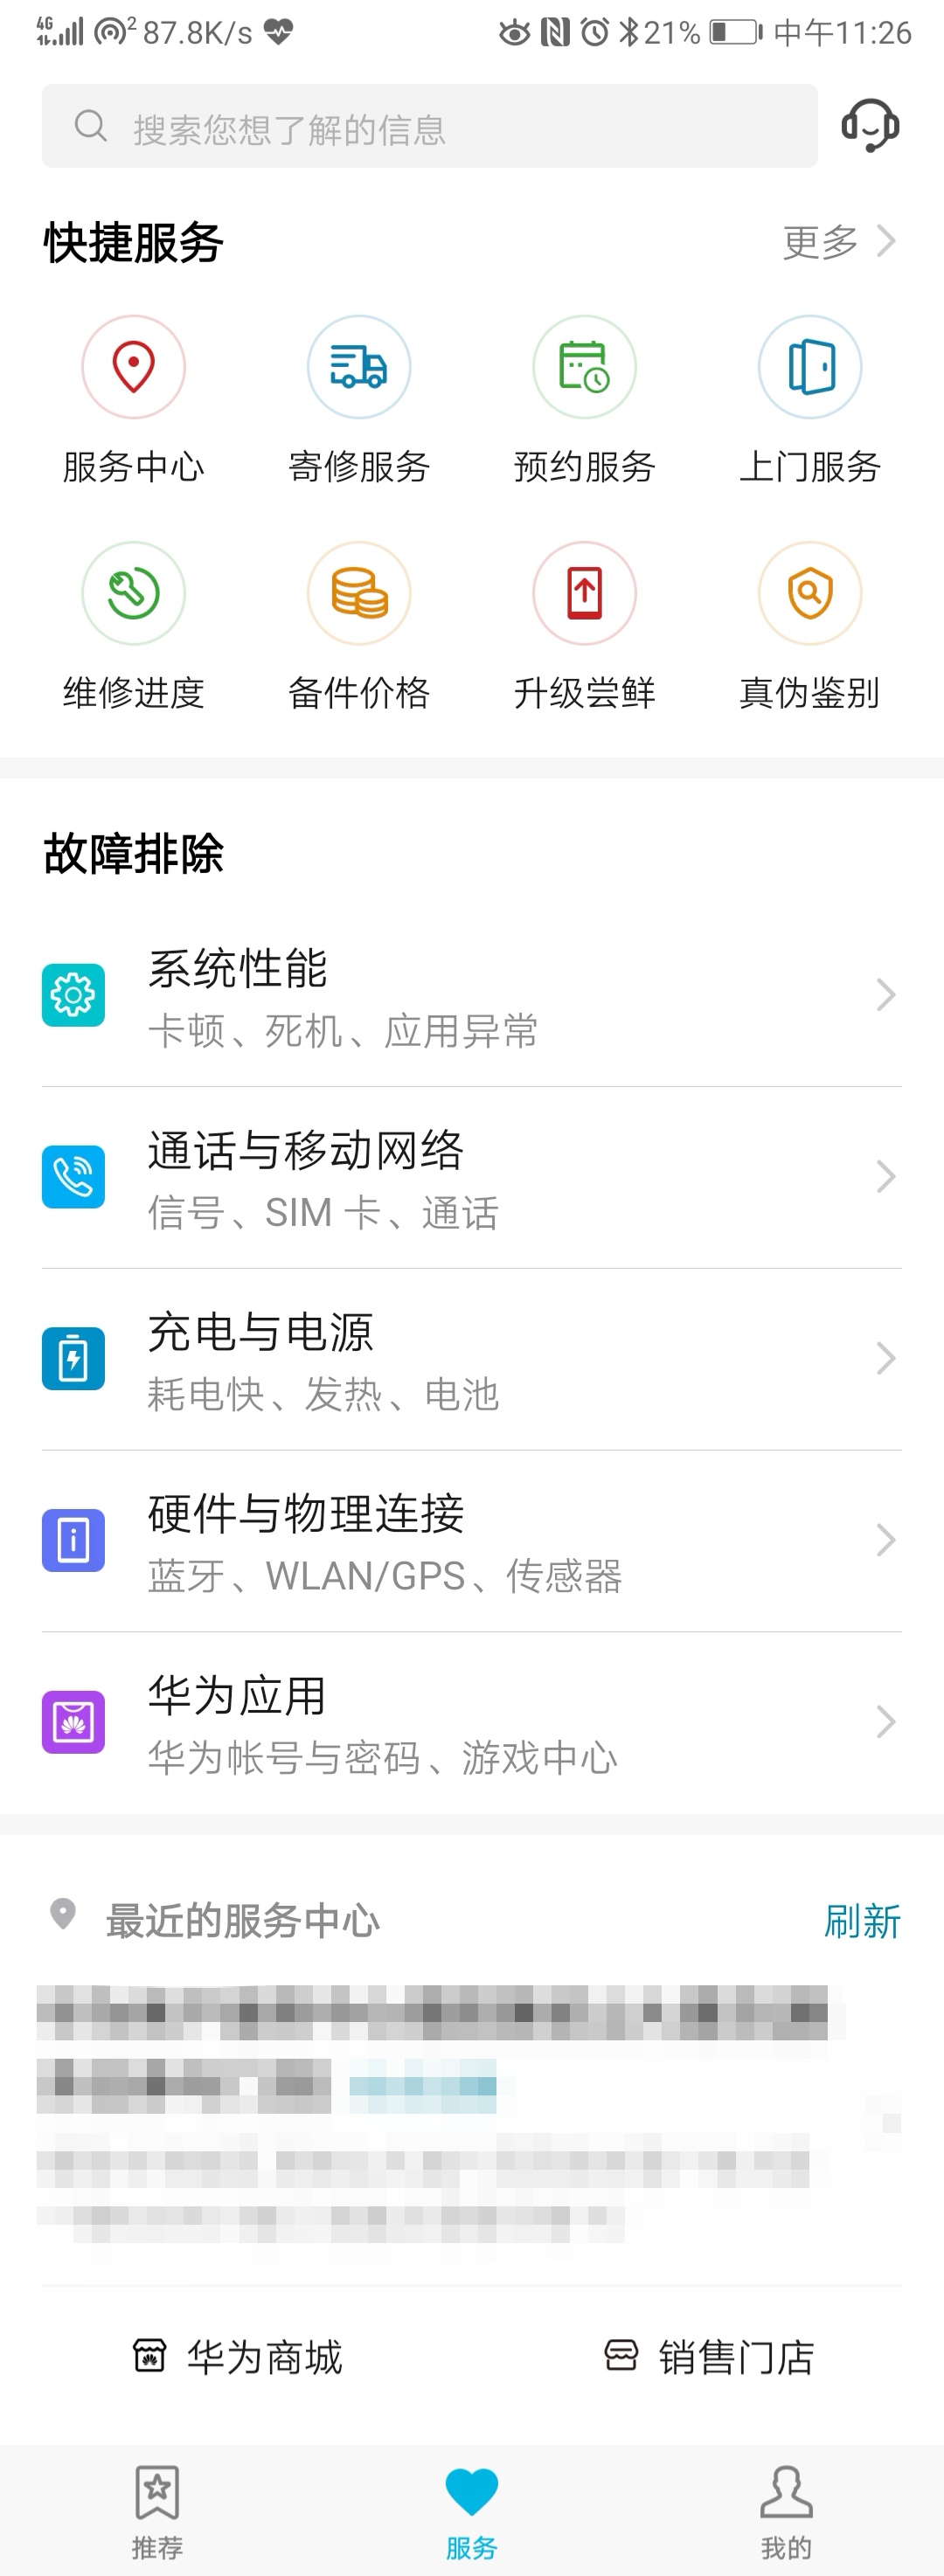 4G 2 87.8K/s 21% 中午11:26
搜索您想了解的信息
快捷服务 更多
服务中心 寄修服务 预约服务 上门服务
维修进度 备件价格 升级尝鲜 真伪鉴别
故障排除
系统性能
卡顿、死机、应用异常
通话与移动网络
信号、SIM 卡、通话
充电与电源
耗电快、发热、电池
硬件与物理连接
蓝牙、WLAN/GPS、传感器
华为应用
华为帐号与密码、游戏中心
最近的服务中心 刷新
华为商城 销售门店
推荐 服务 我的